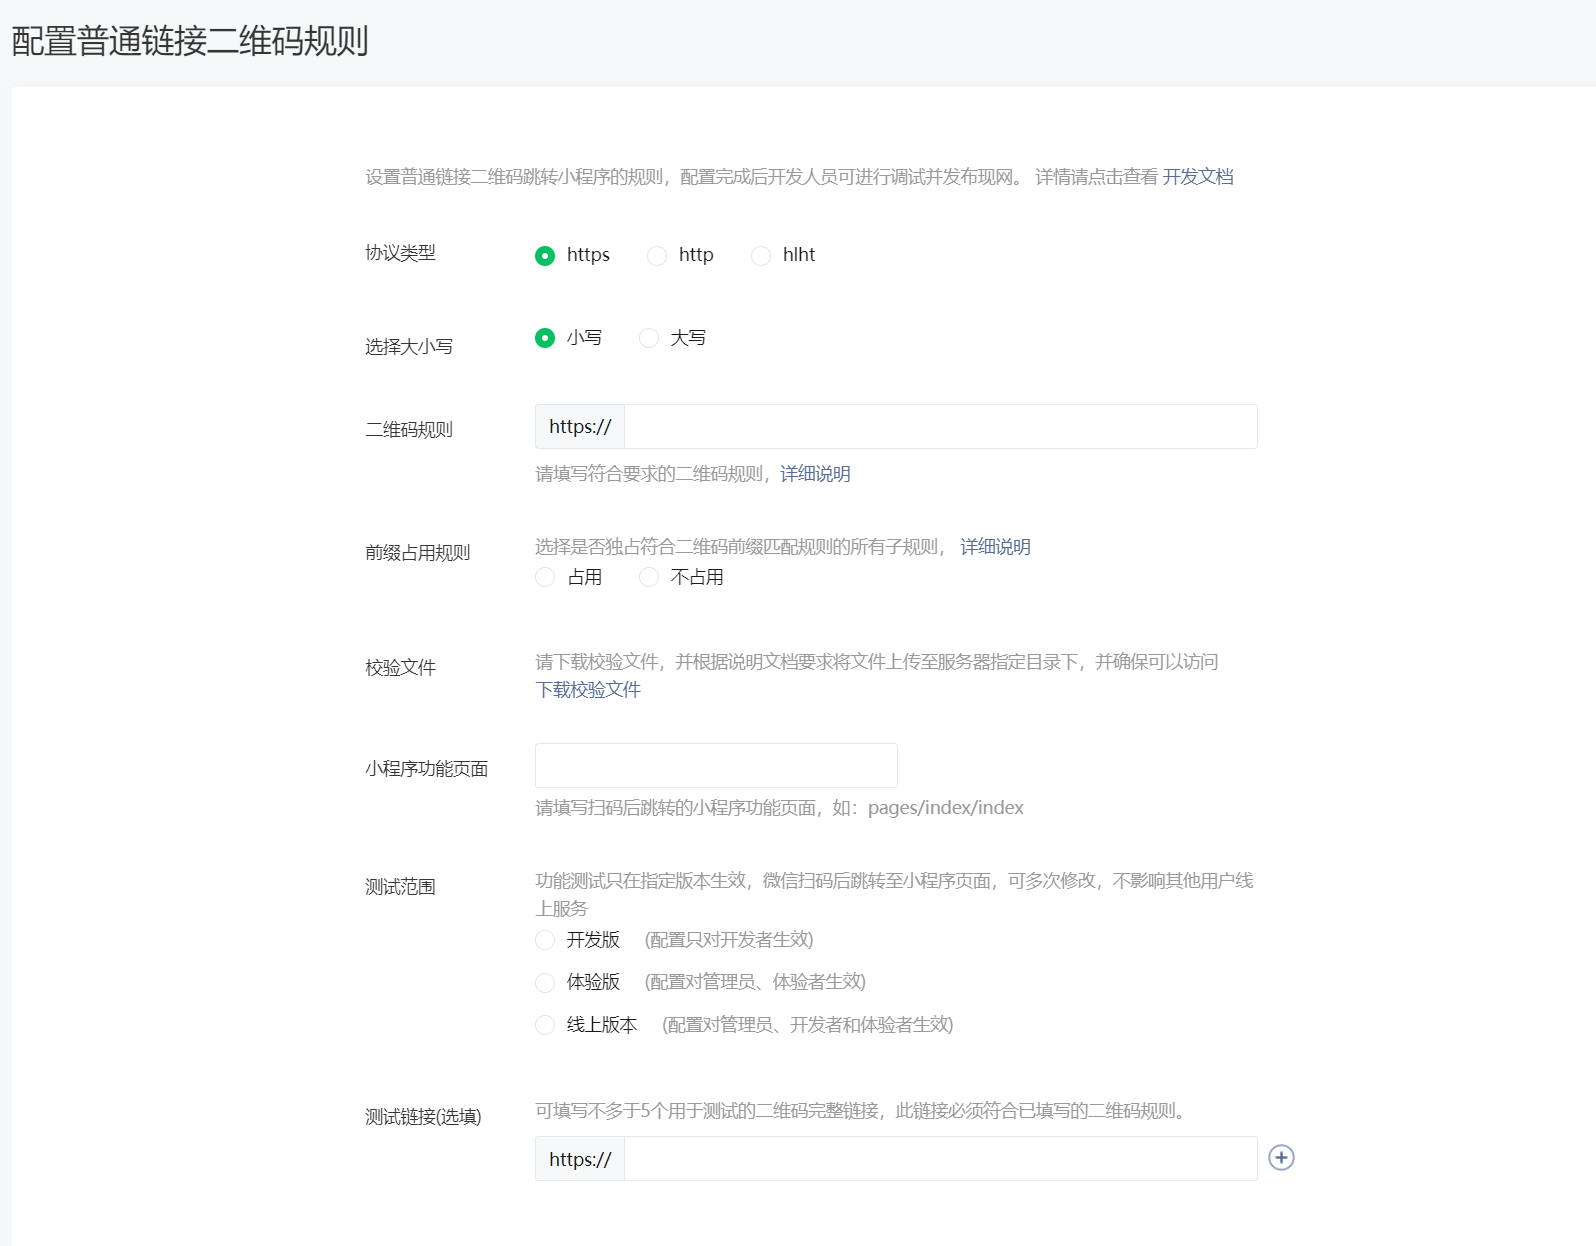 配置普通链接二维码规则
设置普通链接二维码跳转小程序的规则，配置完成后开发人员可进行调试并发布现网。 详情请点击查看 开发文档
协议类型 https http hlht
选择大小写 小写 大写
二维码规则 https://
请填写符合要求的二维码规则，详细说明
前缀占用规则 选择是否独占符合二维码前缀匹配规则的所有子规则， 详细说明
占用 不占用
校验文件 请下载校验文件，并根据说明文档要求将文件上传至服务器指定目录下，并确保可以访问
下载校验文件
小程序功能页面
请填写扫码后跳转的小程序功能页面，如：pages/index/index
测试范围 功能测试只在指定版本生效，微信扫码后跳转至小程序页面，可多次修改，不影响其他用户线
上服务
开发版 (配置只对开发者生效)
体验版 (配置对管理员、体验者生效)
线上版本 (配置对管理员、开发者和体验者生效)
测试链接(选填) 可填写不多于5个用于测试的二维码完整链接，此链接必须符合已填写的二维码规则。
https://